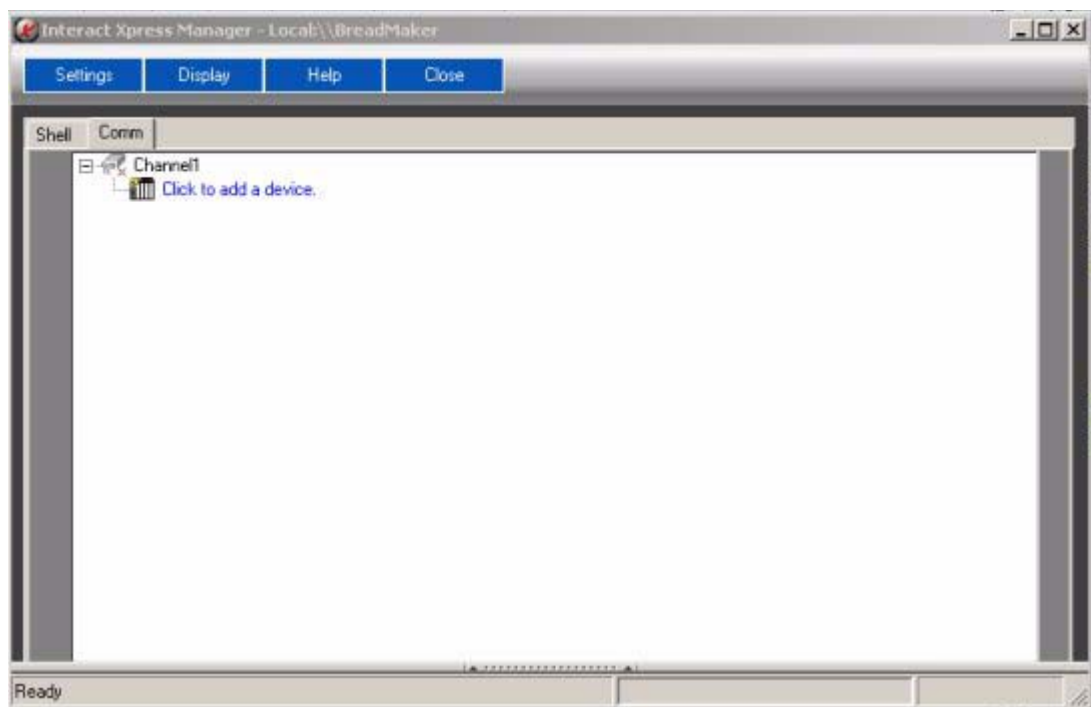 Interact Xpress Manager - Local:\\BreadMaker
Settings Display Help Close
Shell Comm
Channel1
Click to add a device.
Ready